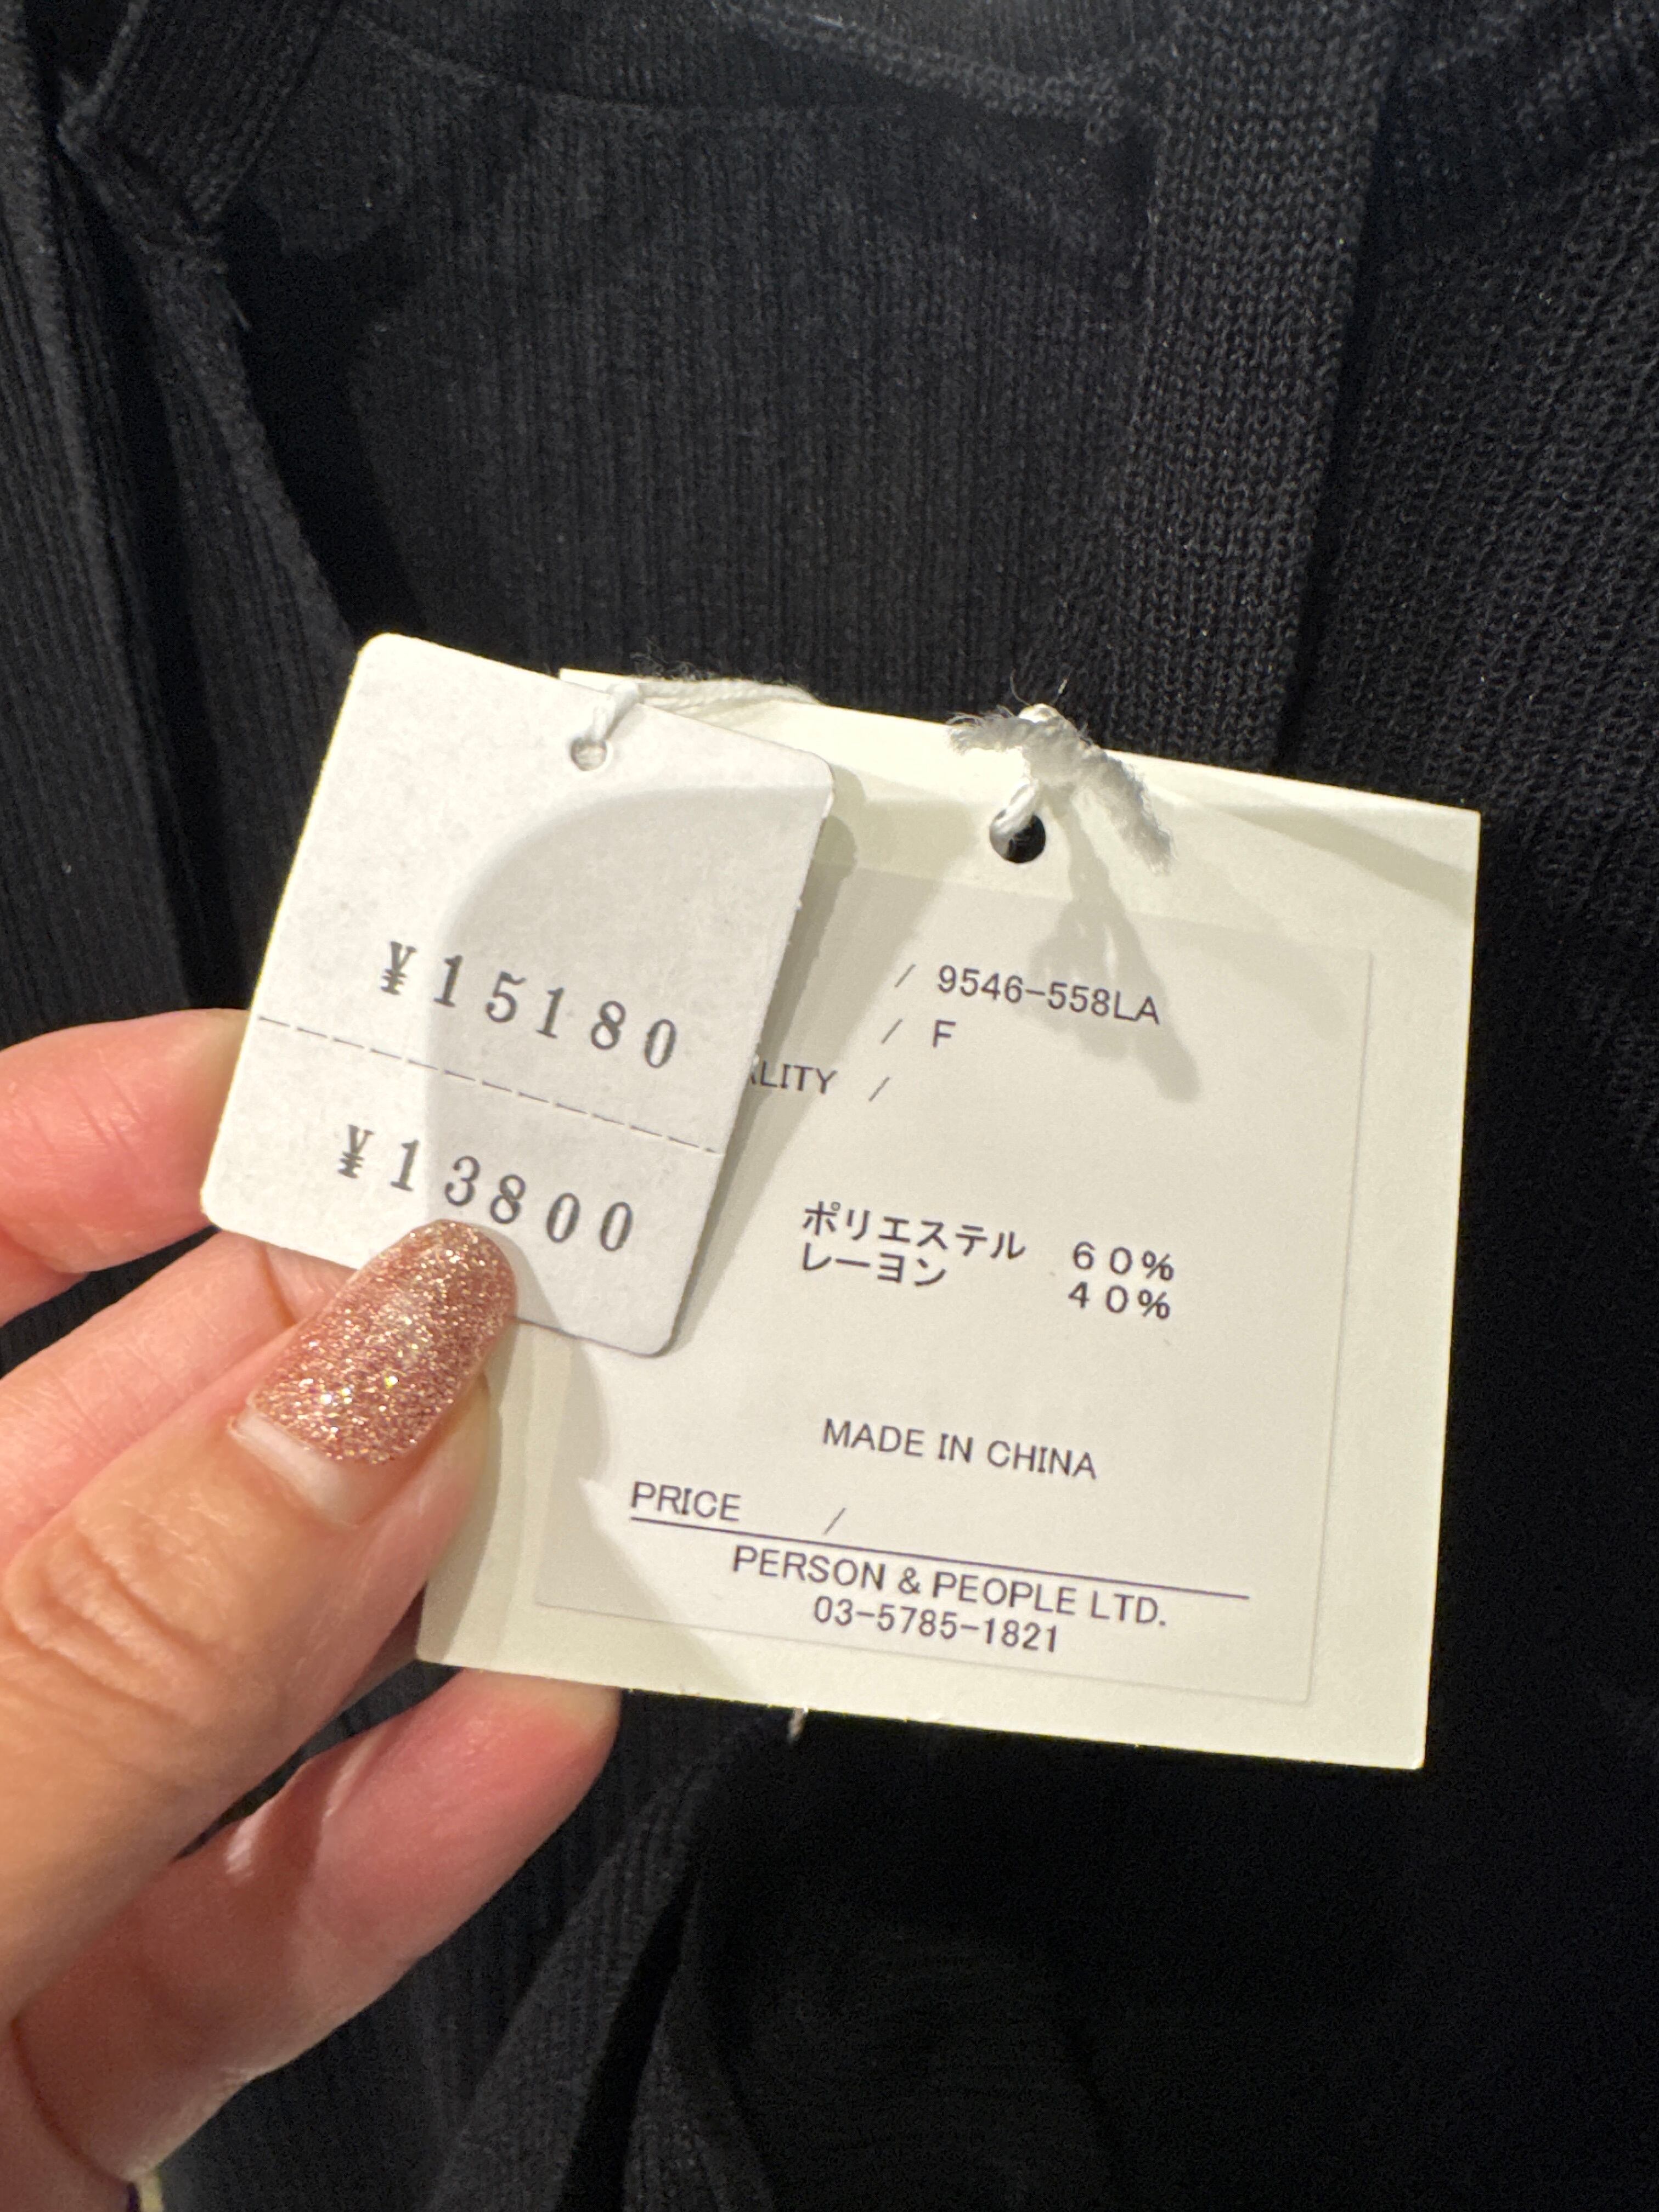 ¥15180
¥13800
/ 9546-558LA
/ F
/
ポリエステル 60%
レーヨン 40%
MADE IN CHINA
PRICE /
PERSON & PEOPLE LTD.
03-5785-1821